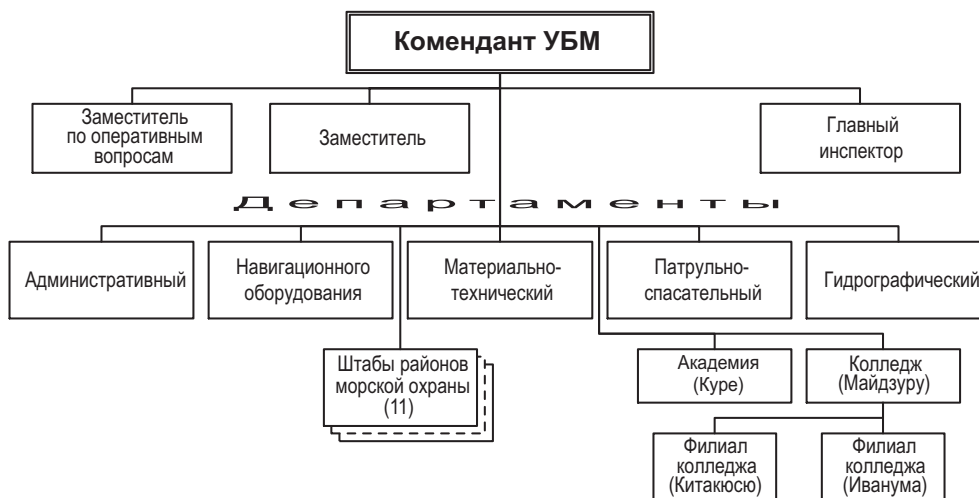 Комендант УБМ
Заместитель
по оперативным
вопросам
Заместитель
Главный
инспектор
Департаменты
Административный
Навигационного
оборудования
Материально-
технический
Патрульно-
спасательный
Гидрографический
Штабы районов
морской охраны
(11)
Академия
(Куре)
Колледж
(Майдзуру)
Филиал
колледжа
(Китакюсю)
Филиал
колледжа
(Иванума)